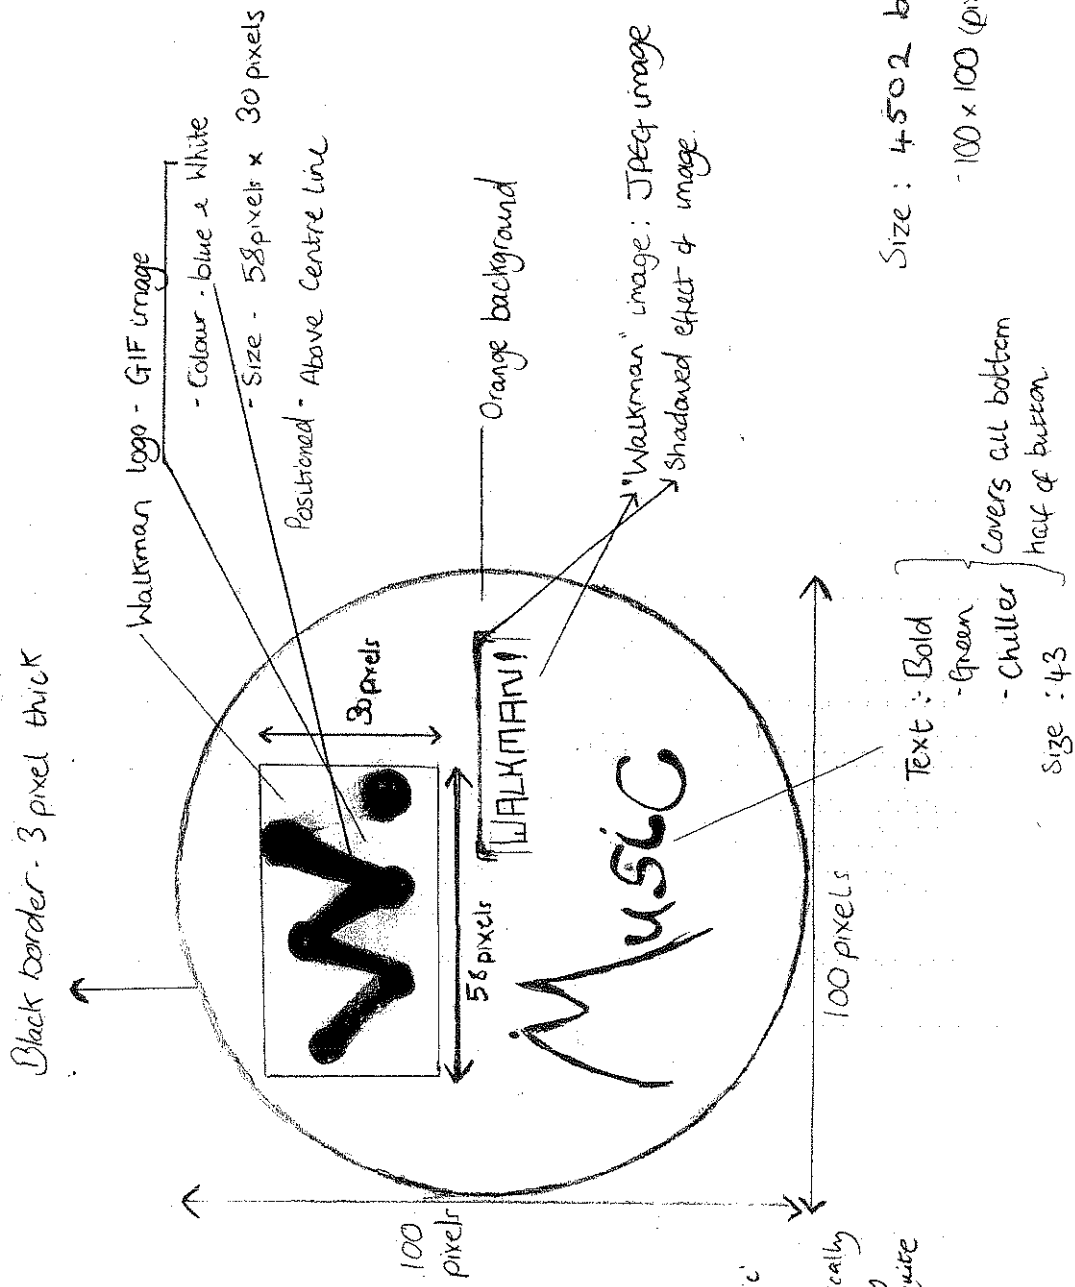 Black border - 3 pixel thick
Walkman logo - GIF image
- Colour - blue & White
- Size - 58pixels x 30pixels
Positioned - Above Centre Line
30pixels
58pixels
Orange background
WALKMAN!
"Walkman" image: JPEG image
Shadowed effect of image.
MusiC
100 pixels
100 pixels
Text: Bold
- Green
- Chiller
Size: 43
Covers all bottom
half of button.
Size: 4502 b
- 100 x 100 (pix